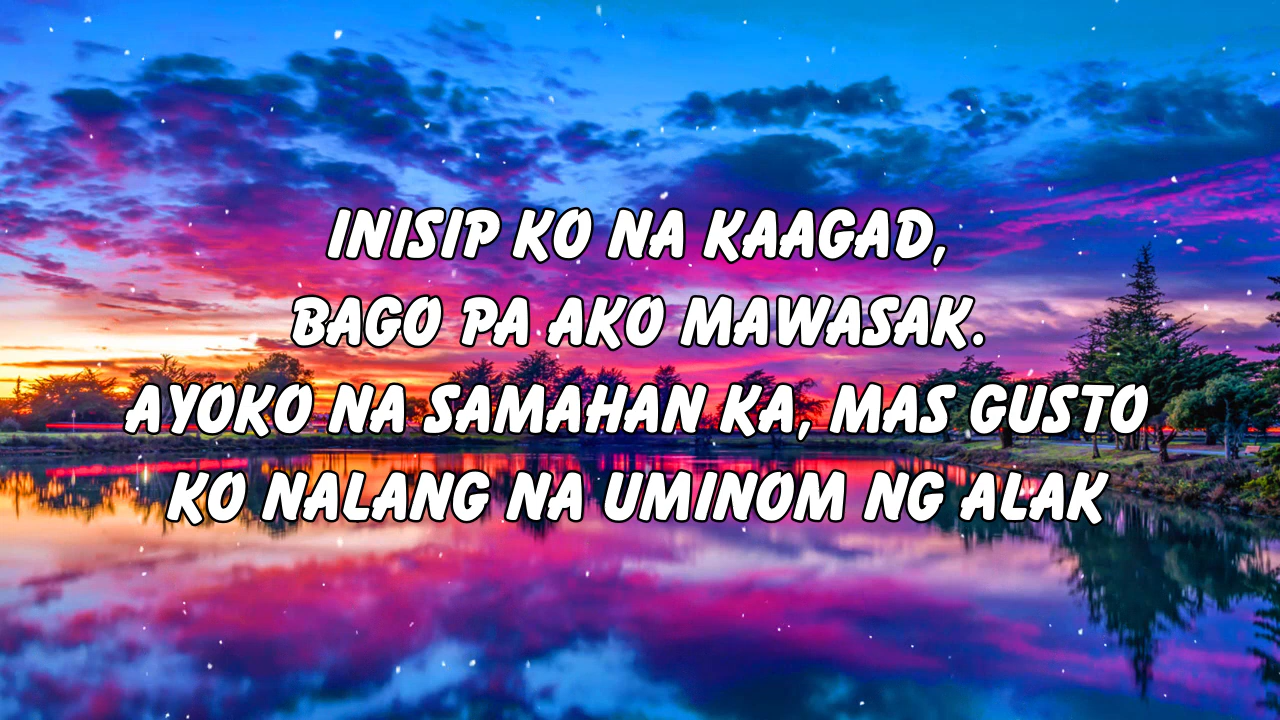 INISIP KO NA KAAGAD,
BAGO PA AKO MAWASAK.
AYOKO NA SAMAHAN KA, MAS GUSTO
KO NALANG NA UMINOM NG ALAK